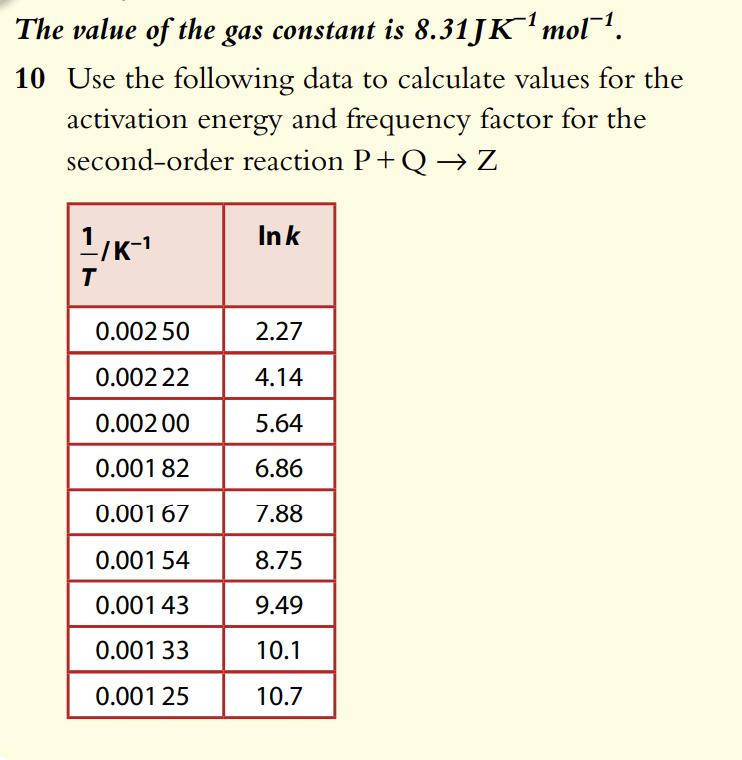 The value of the gas constant is 8.31 J K⁻¹ mol⁻¹.
10 Use the following data to calculate values for the
activation energy and frequency factor for the
second-order reaction P + Q → Z
1/T /K⁻¹ ln k
0.002 50 2.27
0.002 22 4.14
0.002 00 5.64
0.001 82 6.86
0.001 67 7.88
0.001 54 8.75
0.001 43 9.49
0.001 33 10.1
0.001 25 10.7